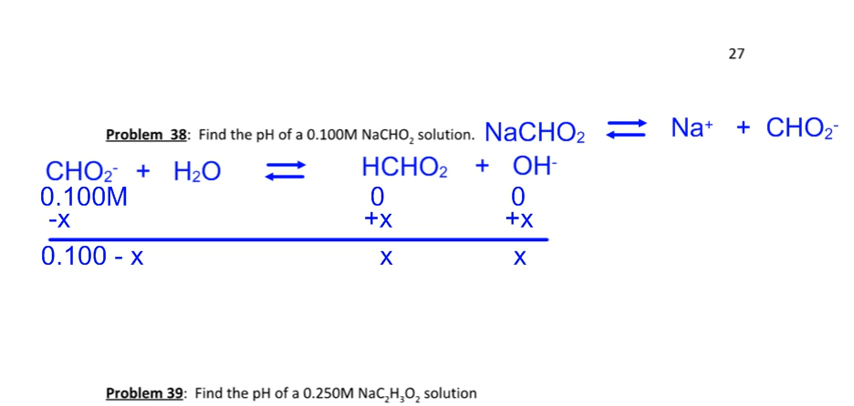 27
Problem 38: Find the pH of a 0.100M NaCHO₂ solution. NaCHO₂ ⇌ Na⁺ + CHO₂⁻
CHO₂⁻ + H₂O ⇌ HCHO₂ + OH⁻
0.100M 0 0
-x +x +x
0.100 - x x x
Problem 39: Find the pH of a 0.250M NaC₂H₃O₂ solution